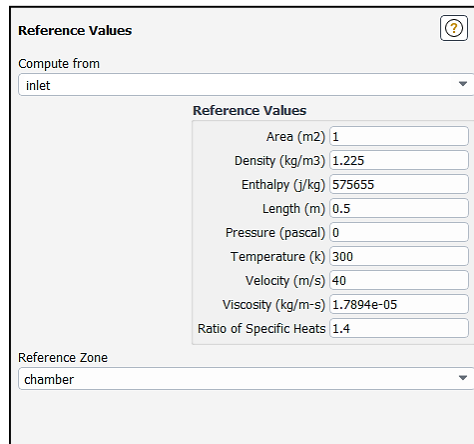 Reference Values
?
Compute from
inlet
Reference Values
Area (m2) 1
Density (kg/m3) 1.225
Enthalpy (j/kg) 575655
Length (m) 0.5
Pressure (pascal) 0
Temperature (k) 300
Velocity (m/s) 40
Viscosity (kg/m-s) 1.7894e-05
Ratio of Specific Heats 1.4
Reference Zone
chamber